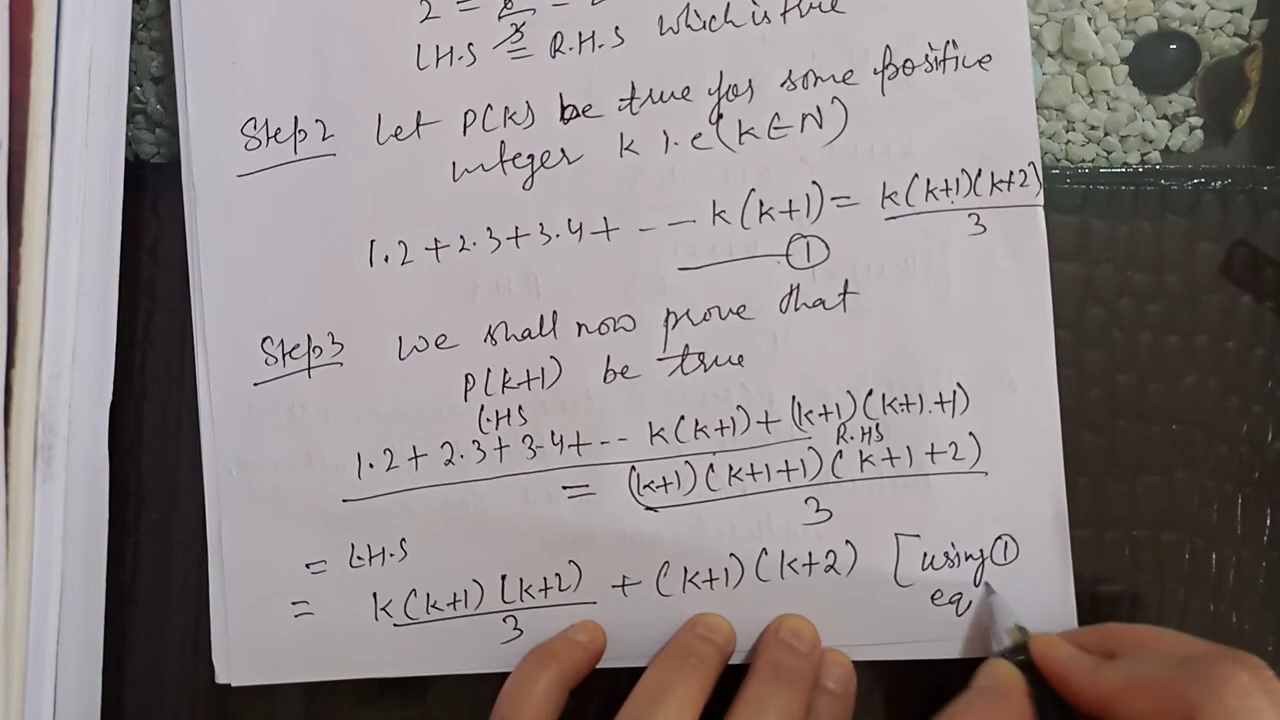 2 =
L.H.S = R.H.S which is true
Step 2 Let P(K) be true for some positive
integer k i.e (K∈N)
1.2+2.3+3.4+ - - - k(k+1) = k(k+1)(k+2)/3
①
Step 3 We shall now prove that
P(k+1) be true
L.HS
1.2+ 2.3+ 3.4+ -- k(k+1)+ (k+1)(k+1.+1)
R.HS
= (k+1)(k+1+1)(k+1+2)/3
= L.H.S
= k(k+1)(k+2)/3 + (k+1)(k+2) [using ①
eq